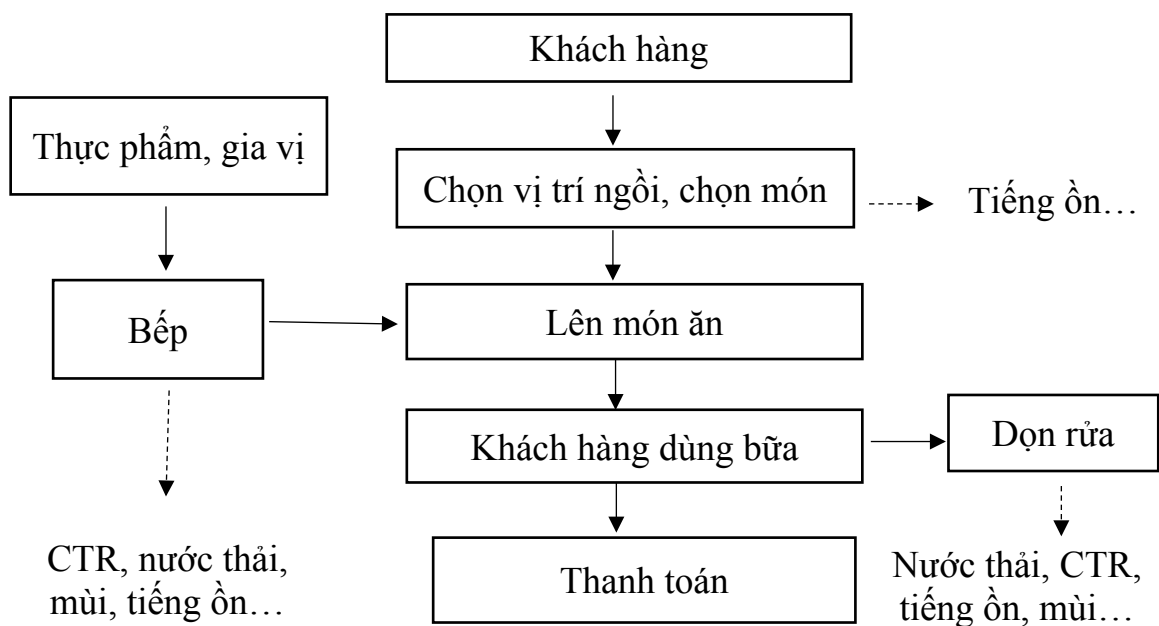 Khách hàng
Thực phẩm, gia vị
Chọn vị trí ngồi, chọn món
Tiếng ồn…
Bếp
Lên món ăn
Khách hàng dùng bữa
Dọn rửa
CTR, nước thải,
mùi, tiếng ồn…
Thanh toán
Nước thải, CTR,
tiếng ồn, mùi…